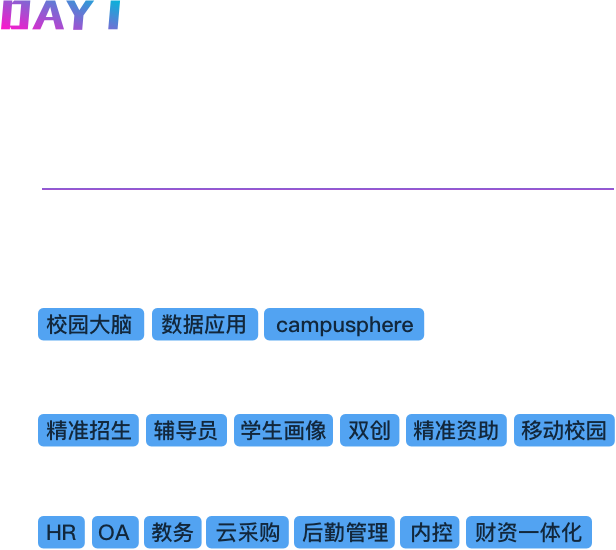 DAY 1
校园大脑 数据应用 campusphere
精准招生 辅导员 学生画像 双创 精准资助 移动校园
HR OA 教务 云采购 后勤管理 内控 财资一体化